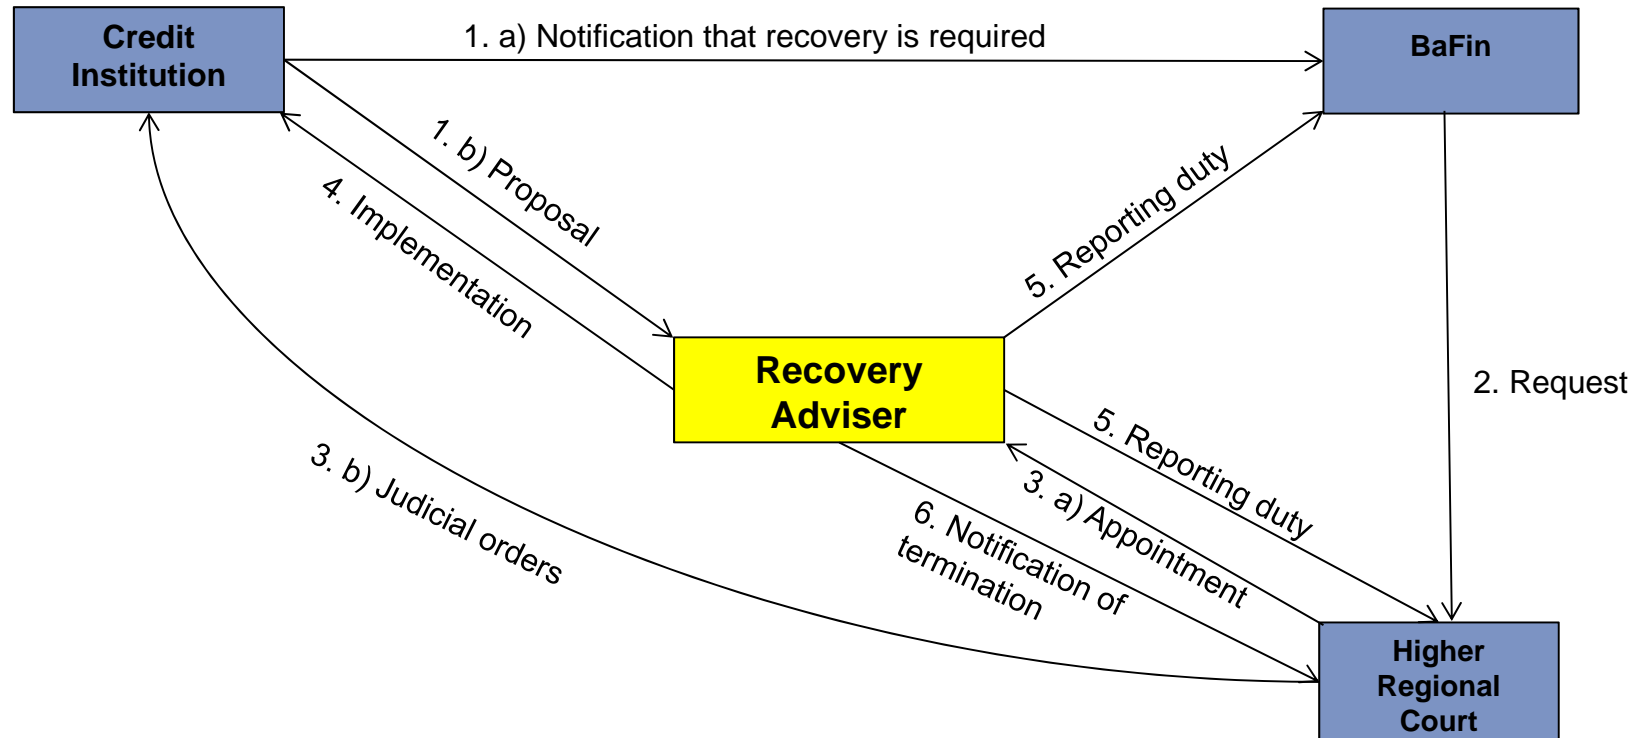 Credit
Institution
1. a) Notification that recovery is required
BaFin
1. b) Proposal
4. Implementation
5. Reporting duty
Recovery
Adviser
2. Request
3. b) Judicial orders
5. Reporting duty
3. a) Appointment
6. Notification of
termination
Higher
Regional
Court